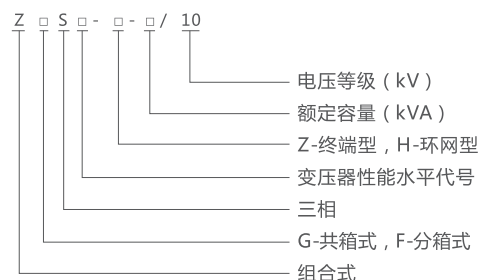 Z □ S □ - □ - □ / 10
电压等级（kV）
额定容量（kVA）
Z-终端型，H-环网型
变压器性能水平代号
三相
G-共箱式，F-分箱式
组合式